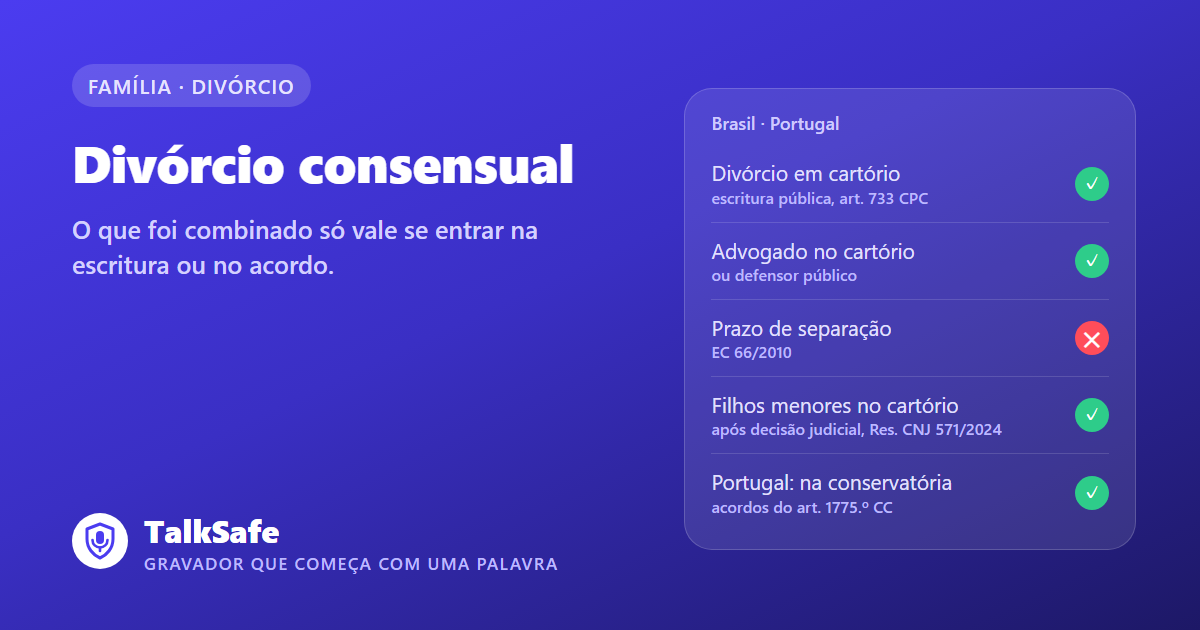 FAMÍLIA · DIVÓRCIO
Divórcio consensual
O que foi combinado só vale se entrar na
escritura ou no acordo.
Brasil · Portugal
Divórcio em cartório
escritura pública, art. 733 CPC
Advogado no cartório
ou defensor público
Prazo de separação
EC 66/2010
Filhos menores no cartório
após decisão judicial, Res. CNJ 571/2024
Portugal: na conservatória
acordos do art. 1775.º CC
TalkSafe
GRAVADOR QUE COMEÇA COM UMA PALAVRA